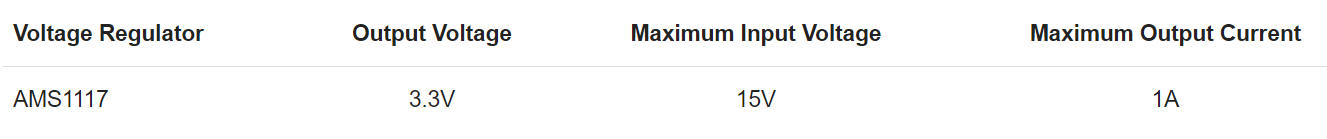 Voltage Regulator Output Voltage Maximum Input Voltage Maximum Output Current
AMS1117 3.3V 15V 1A